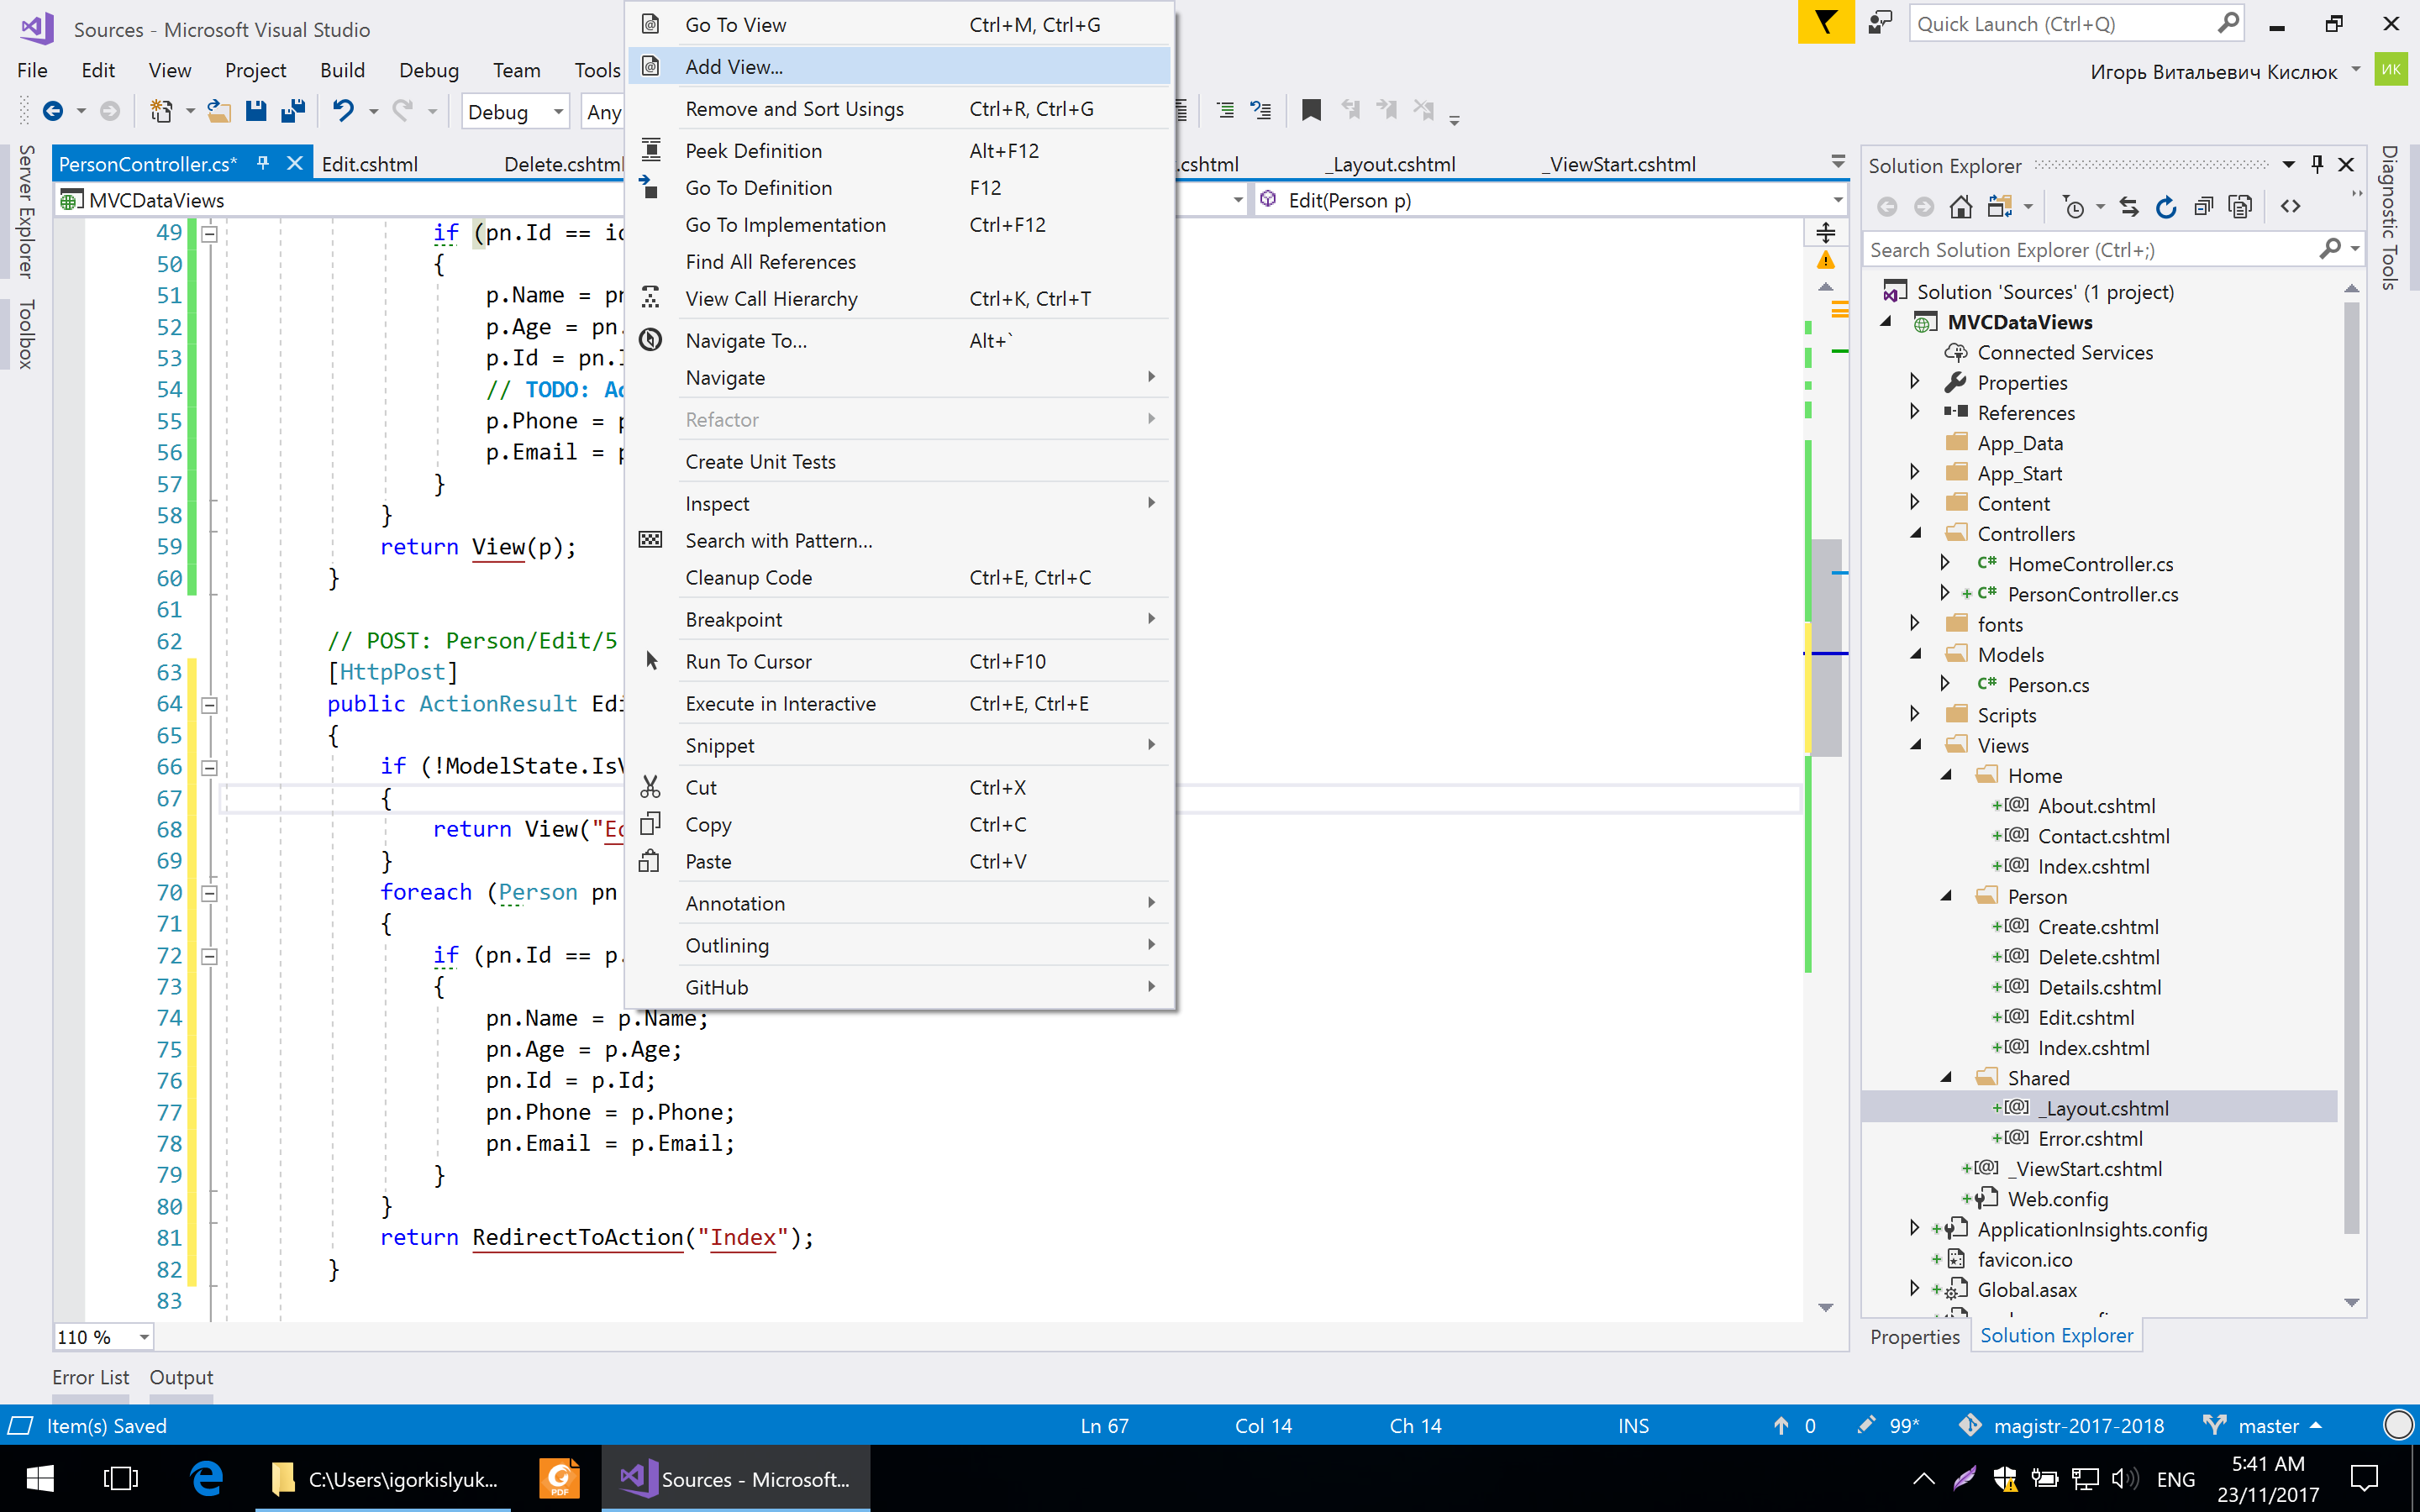 Sources - Microsoft Visual Studio
Quick Launch (Ctrl+Q)
File Edit View Project Build Debug Team Tools
Игорь Витальевич Кислюк
ИК
Debug
Any
PersonController.cs*
Edit.cshtml
Delete.cshtml
.cshtml
_Layout.cshtml
_ViewStart.cshtml
MVCDataViews
Edit(Person p)
Server Explorer
Toolbox
Diagnostic Tools
49 if (pn.Id == id
50 {
51 p.Name = pn
52 p.Age = pn.
53 p.Id = pn.I
54 // TODO: Ad
55 p.Phone = p
56 p.Email = p
57 }
58 }
59 return View(p);
60 }
61
62 // POST: Person/Edit/5
63 [HttpPost]
64 public ActionResult Edi
65 {
66 if (!ModelState.IsV
67 {
68 return View("Ed
69 }
70 foreach (Person pn
71 {
72 if (pn.Id == p.
73 {
74 pn.Name = p.Name;
75 pn.Age = p.Age;
76 pn.Id = p.Id;
77 pn.Phone = p.Phone;
78 pn.Email = p.Email;
79 }
80 }
81 return RedirectToAction("Index");
82 }
83
110 %
Go To View Ctrl+M, Ctrl+G
Add View...
Remove and Sort Usings Ctrl+R, Ctrl+G
Peek Definition Alt+F12
Go To Definition F12
Go To Implementation Ctrl+F12
Find All References
View Call Hierarchy Ctrl+K, Ctrl+T
Navigate To... Alt+`
Navigate
Refactor
Create Unit Tests
Inspect
Search with Pattern...
Cleanup Code Ctrl+E, Ctrl+C
Breakpoint
Run To Cursor Ctrl+F10
Execute in Interactive Ctrl+E, Ctrl+E
Snippet
Cut Ctrl+X
Copy Ctrl+C
Paste Ctrl+V
Annotation
Outlining
GitHub
Solution Explorer
Search Solution Explorer (Ctrl+;)
Solution 'Sources' (1 project)
MVCDataViews
Connected Services
Properties
References
App_Data
App_Start
Content
Controllers
C# HomeController.cs
+ C# PersonController.cs
fonts
Models
C# Person.cs
Scripts
Views
Home
+[@] About.cshtml
+[@] Contact.cshtml
+[@] Index.cshtml
Person
+[@] Create.cshtml
+[@] Delete.cshtml
+[@] Details.cshtml
+[@] Edit.cshtml
+[@] Index.cshtml
Shared
+[@] _Layout.cshtml
+[@] Error.cshtml
+[@] _ViewStart.cshtml
Web.config
ApplicationInsights.config
favicon.ico
Global.asax
Properties
Solution Explorer
Error List Output
Item(s) Saved
Ln 67
Col 14
Ch 14
INS
0
99*
magistr-2017-2018
master
C:\Users\igorkislyuk...
PDF
Sources - Microsoft...
ENG
5:41 AM
23/11/2017